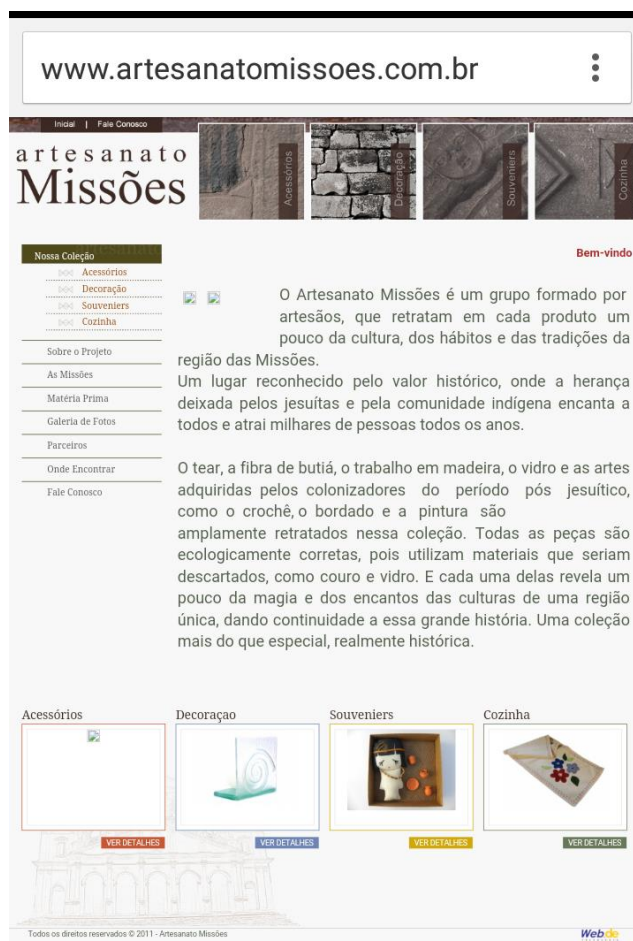 www.artesanatomissoes.com.br
Inicial | Fale Conosco
artesanato
Missões
Acessórios
Decoração
Souveniers
Cozinha
Nossa Coleção
Acessórios
Decoração
Souveniers
Cozinha
Sobre o Projeto
As Missões
Matéria Prima
Galeria de Fotos
Parceiros
Onde Encontrar
Fale Conosco
Bem-vindo
O Artesanato Missões é um grupo formado por
artesãos, que retratam em cada produto um
pouco da cultura, dos hábitos e das tradições da
região das Missões.
Um lugar reconhecido pelo valor histórico, onde a herança
deixada pelos jesuítas e pela comunidade indígena encanta a
todos e atrai milhares de pessoas todos os anos.
O tear, a fibra de butiá, o trabalho em madeira, o vidro e as artes
adquiridas pelos colonizadores do período pós jesuítico,
como o crochê, o bordado e a pintura são
amplamente retratados nessa coleção. Todas as peças são
ecologicamente corretas, pois utilizam materiais que seriam
descartados, como couro e vidro. E cada uma delas revela um
pouco da magia e dos encantos das culturas de uma região
única, dando continuidade a essa grande história. Uma coleção
mais do que especial, realmente histórica.
Acessórios
Decoraçao
Souveniers
Cozinha
VER DETALHES
VER DETALHES
VER DETALHES
VER DETALHES
Todos os direitos reservados © 2011 - Artesanato Missões
Webde